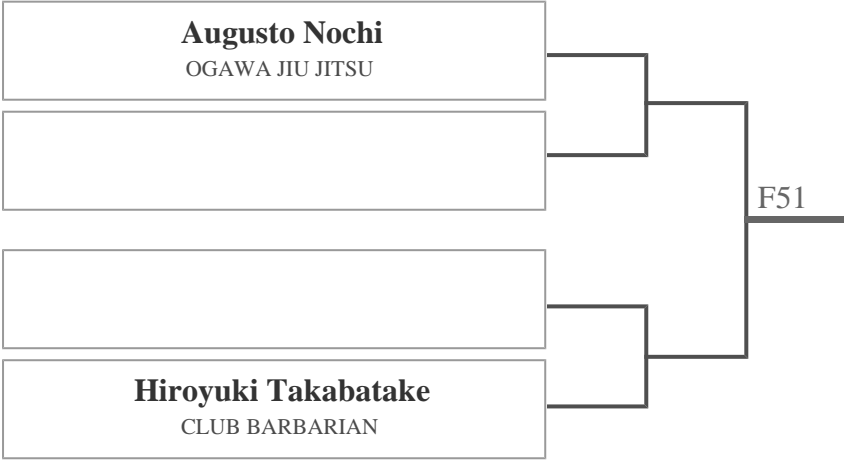 Augusto Nochi
OGAWA JIU JITSU
F51
Hiroyuki Takabatake
CLUB BARBARIAN